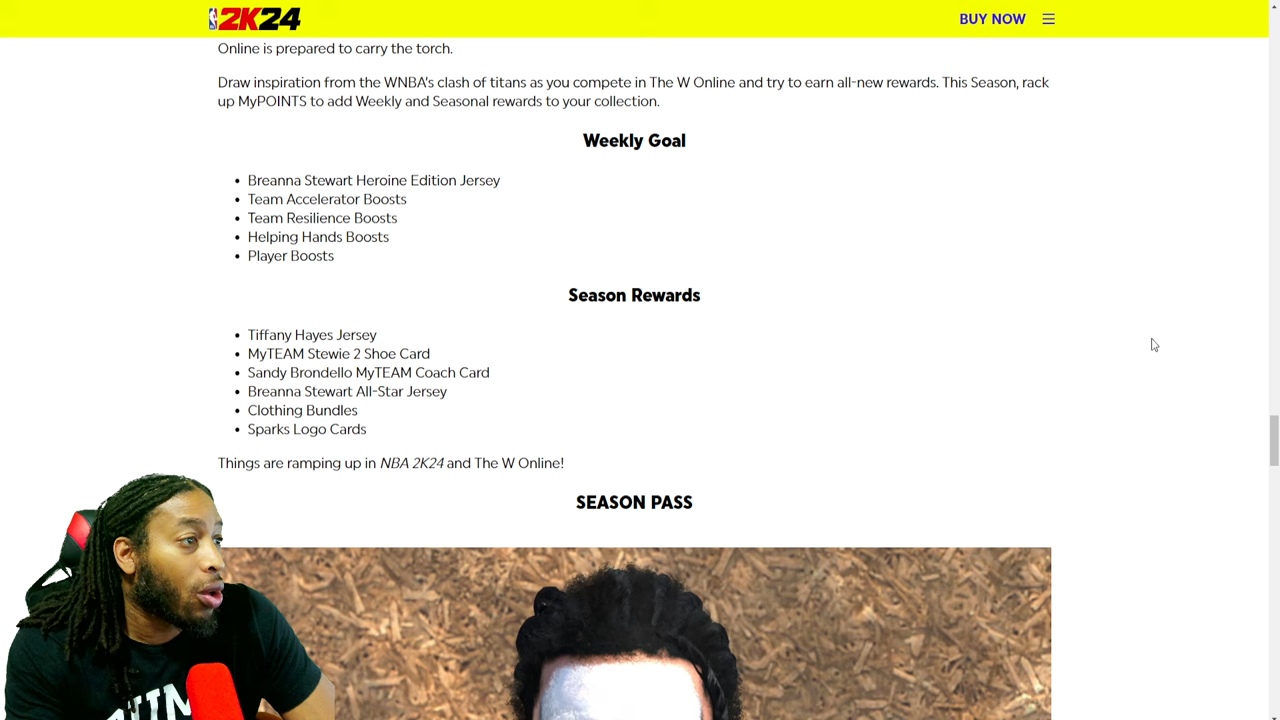 2K24
BUY NOW
Online is prepared to carry the torch.
Draw inspiration from the WNBA's clash of titans as you compete in The W Online and try to earn all-new rewards. This Season, rack
up MyPOINTS to add Weekly and Seasonal rewards to your collection.
Weekly Goal
• Breanna Stewart Heroine Edition Jersey
• Team Accelerator Boosts
• Team Resilience Boosts
• Helping Hands Boosts
• Player Boosts
Season Rewards
• Tiffany Hayes Jersey
• MyTEAM Stewie 2 Shoe Card
• Sandy Brondello MyTEAM Coach Card
• Breanna Stewart All-Star Jersey
• Clothing Bundles
• Sparks Logo Cards
Things are ramping up in NBA 2K24 and The W Online!
SEASON PASS